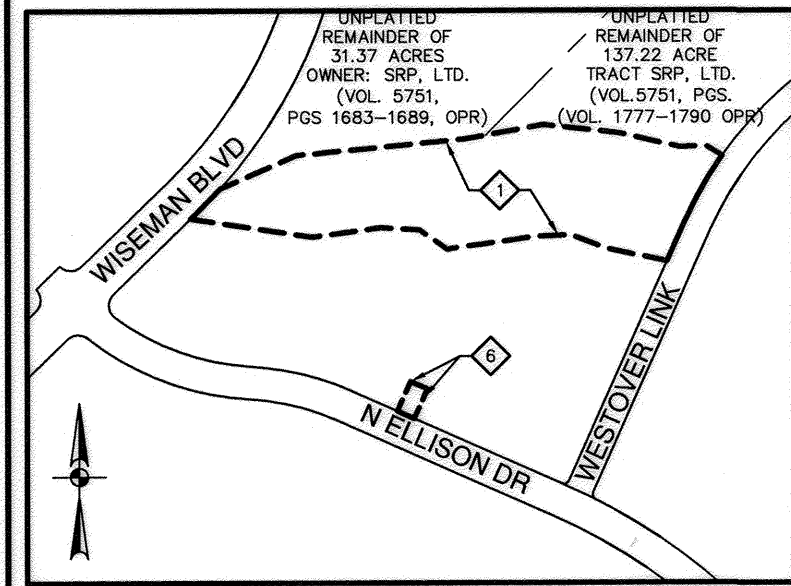 UNPLATTED
REMAINDER OF
31.37 ACRES
OWNER: SRP, LTD.
(VOL. 5751,
PGS 1683–1689, OPR)
UNPLATTED
REMAINDER OF
137.22 ACRE
TRACT SRP, LTD.
(VOL.5751, PGS.
(VOL. 1777–1790 OPR)
WISEMAN BLVD
1
6
N ELLISON DR
WESTOVER LINK